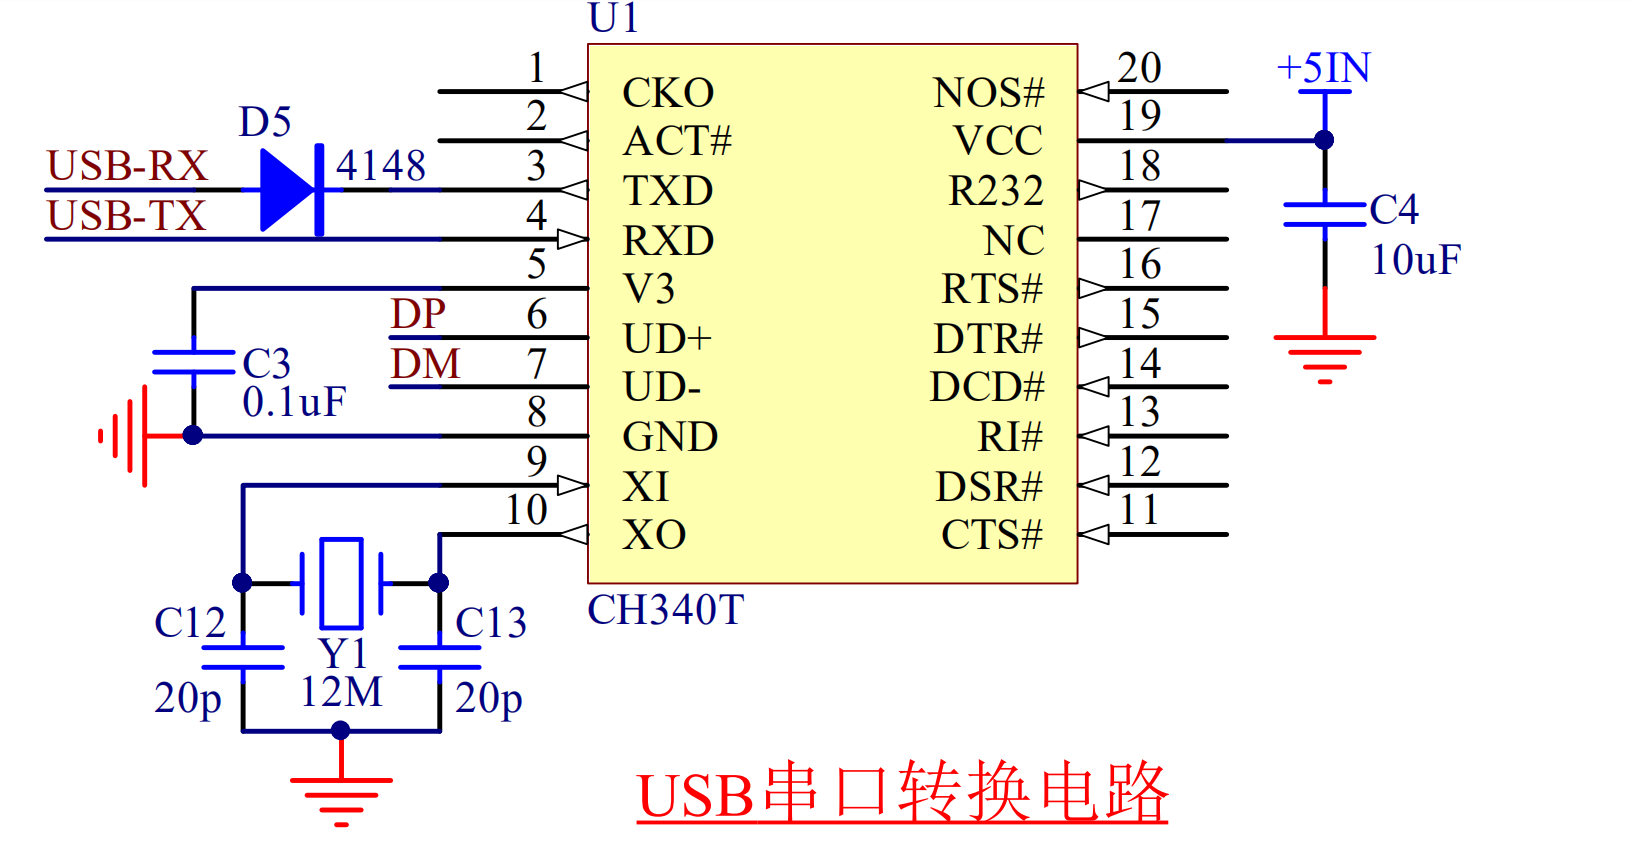 U1
1 CKO NOS# 20 +5IN
2 ACT# VCC 19
D5
USB-RX 4148 3 TXD R232 18
USB-TX 4 RXD NC 17 C4
5 V3 RTS# 16 10uF
DP 6 UD+ DTR# 15
DM 7 UD- DCD# 14
C3
0.1uF
8 GND RI# 13
9 XI DSR# 12
10 XO CTS# 11
CH340T
C12 Y1 C13
20p 12M 20p
USB串口转换电路